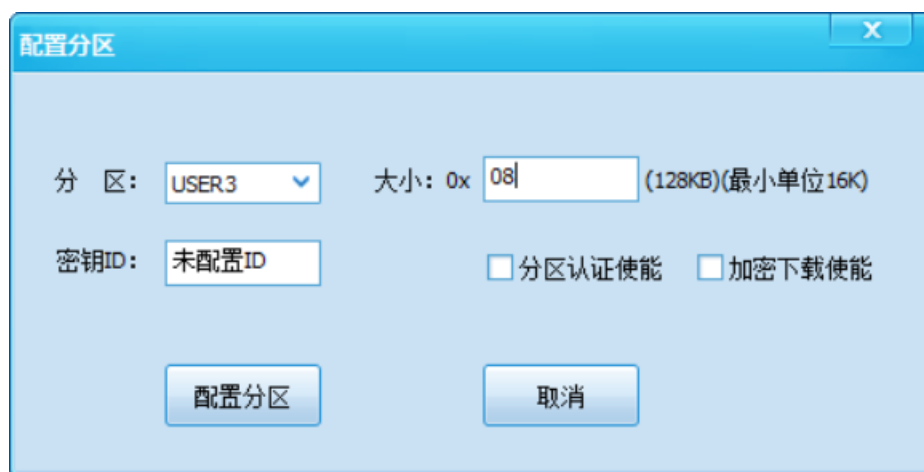 配置分区
X
分 区： USER3 大小：0x 08 (128KB)(最小单位16K)
密钥ID： 未配置ID 分区认证使能 加密下载使能
配置分区 取消